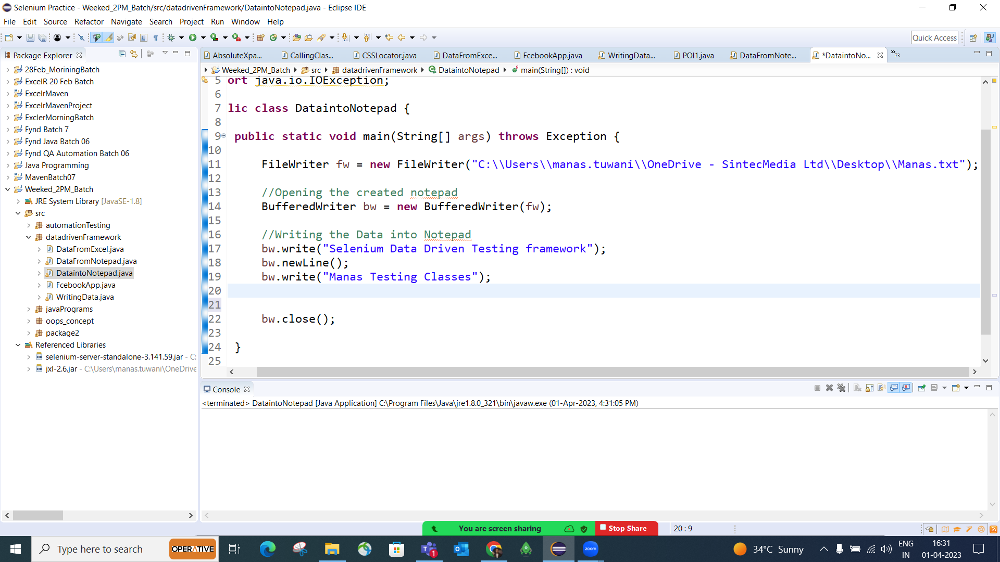 Selenium Practice - Weeked_2PM_Batch/src/datadrivenFramework/DataintoNotepad.java - Eclipse IDE
File Edit Source Refactor Navigate Search Project Run Window Help
Quick Access
Package Explorer
28Feb_MoriningBatch
ExcelR 20 Feb Batch
ExcelrMaven
ExcelrMavenProject
ExclerMorningBatch
Fynd Batch 7
Fynd Java Batch 06
Fynd QA Automation Batch 06
Java Programming
MavenBatch07
Weeked_2PM_Batch
JRE System Library [JavaSE-1.8]
src
automationTesting
datadrivenFramework
DataFromExcel.java
DataFromNotepad.java
DataintoNotepad.java
FcebookApp.java
WritingData.java
javaPrograms
oops_concept
package2
Referenced Libraries
selenium-server-standalone-3.141.59.jar - C:
jxl-2.6.jar - C:\Users\manas.tuwani\OneDrive
AbsoluteXpa... CallingClas... CSSLocator.java DataFromExce... FcebookApp.java WritingData... POI1.java DataFromNote... *DataintoNo... »73
Weeked_2PM_Batch src datadrivenFramework DataintoNotepad main(String[]) : void
5 ort java.io.IOException;
6
7 lic class DataintoNotepad {
8
9 public static void main(String[] args) throws Exception {
10
11 FileWriter fw = new FileWriter("C:\\Users\\manas.tuwani\\OneDrive - SintecMedia Ltd\\Desktop\\Manas.txt");
12
13 //Opening the created notepad
14 BufferedWriter bw = new BufferedWriter(fw);
15
16 //Writing the Data into Notepad
17 bw.write("Selenium Data Driven Testing framework");
18 bw.newLine();
19 bw.write("Manas Testing Classes");
20
21
22 bw.close();
23
24 }
25
Console
<terminated> DataintoNotepad [Java Application] C:\Program Files\Java\jre1.8.0_321\bin\javaw.exe (01-Apr-2023, 4:31:05 PM)
You are screen sharing Stop Share 20 : 9
Type here to search OPERATIVE 1 zoom 34°C Sunny ENG IN 16:31 01-04-2023